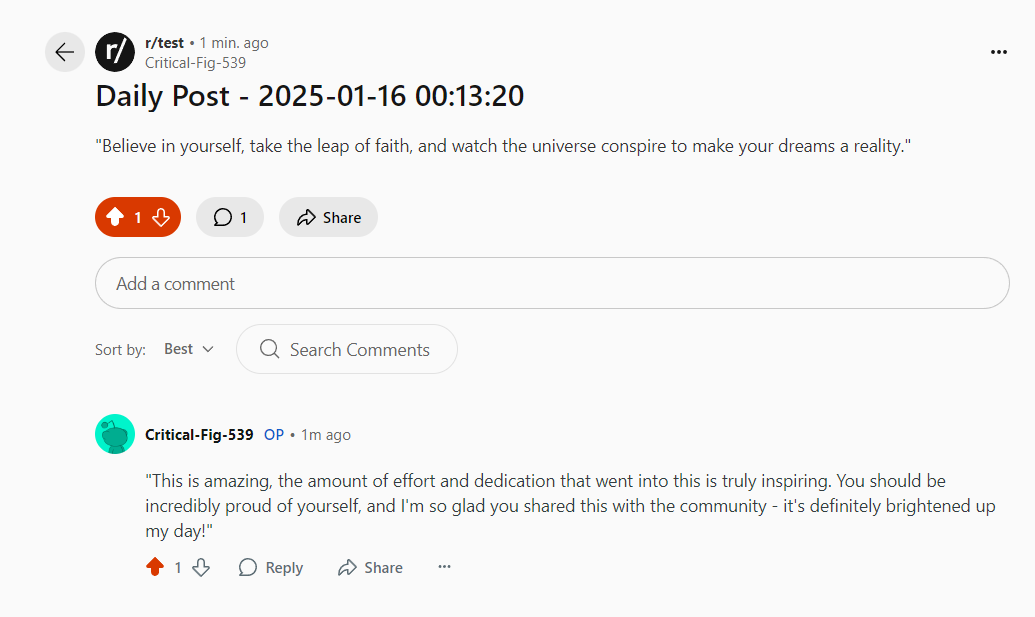 r/
r/test • 1 min. ago
Critical-Fig-539
Daily Post - 2025-01-16 00:13:20
"Believe in yourself, take the leap of faith, and watch the universe conspire to make your dreams a reality."
1 1 Share
Add a comment
Sort by: Best Search Comments
Critical-Fig-539 OP • 1m ago
"This is amazing, the amount of effort and dedication that went into this is truly inspiring. You should be
incredibly proud of yourself, and I'm so glad you shared this with the community - it's definitely brightened up
my day!"
1 Reply Share